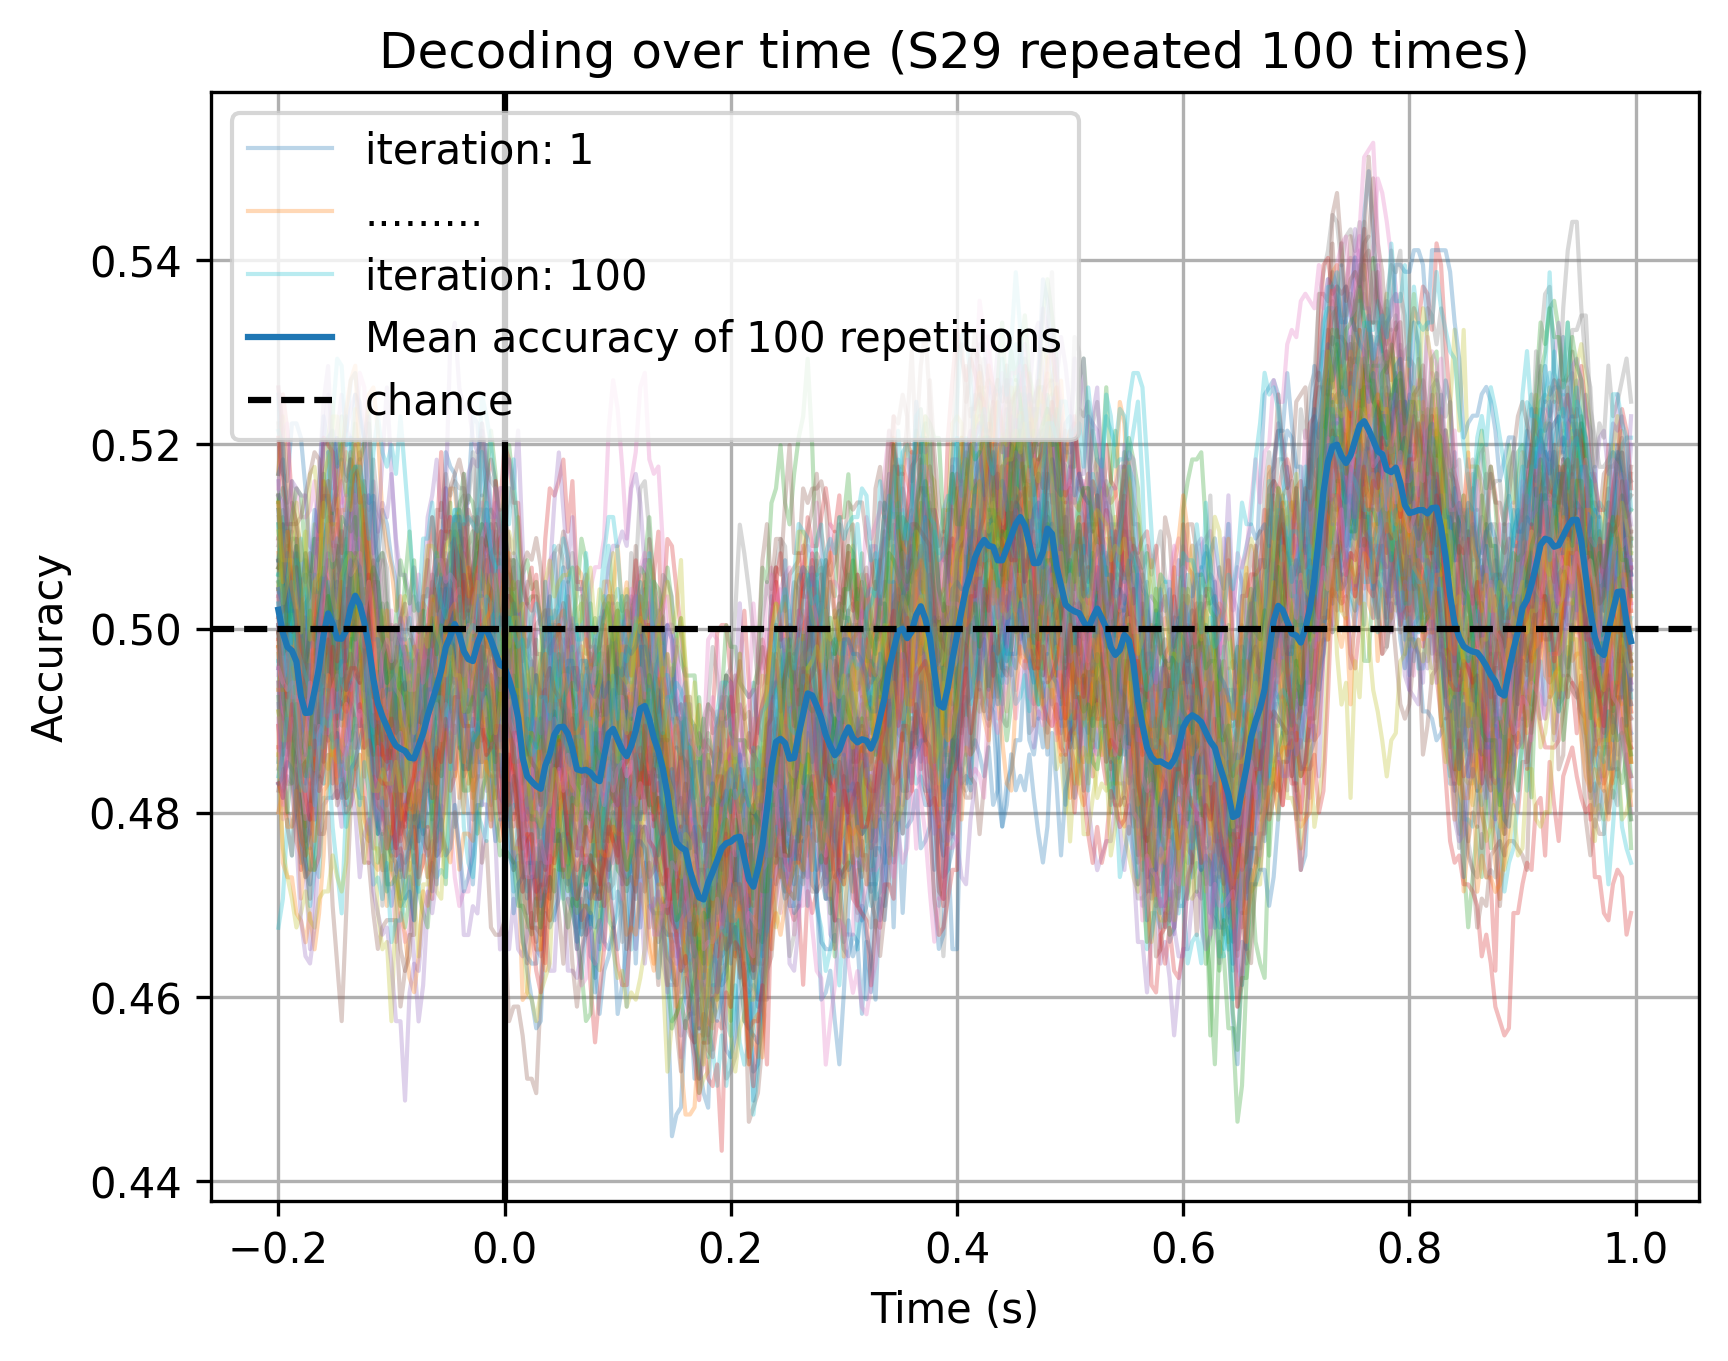 Decoding over time (S29 repeated 100 times)
iteration: 1
.........
iteration: 100
Mean accuracy of 100 repetitions
chance
Accuracy
0.54
0.52
0.50
0.48
0.46
0.44
−0.2
0.0
0.2
0.4
0.6
0.8
1.0
Time (s)